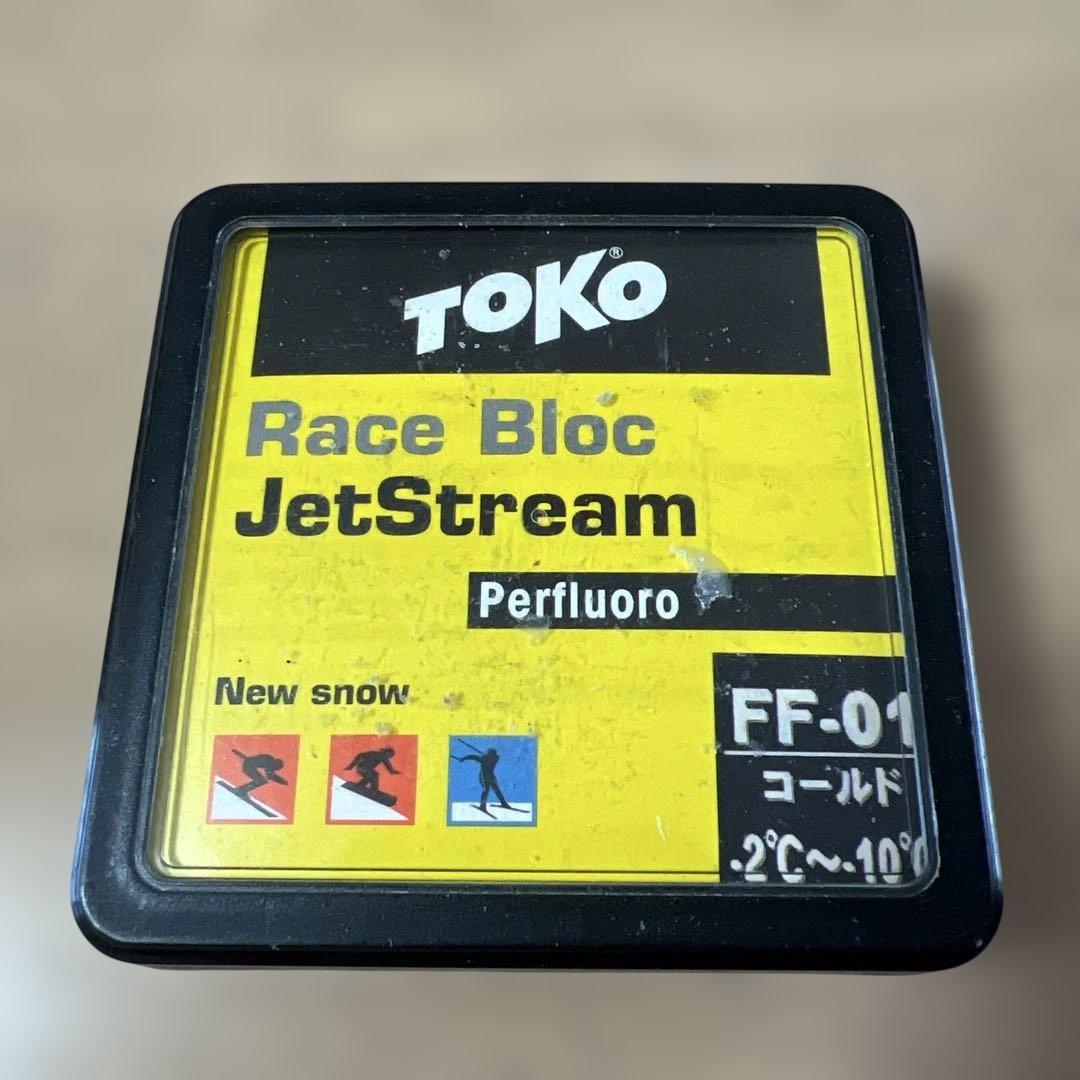 TOKO®
Race Bloc
JetStream
Perfluoro
New snow
FF-01
コールド
-2℃～-10℃